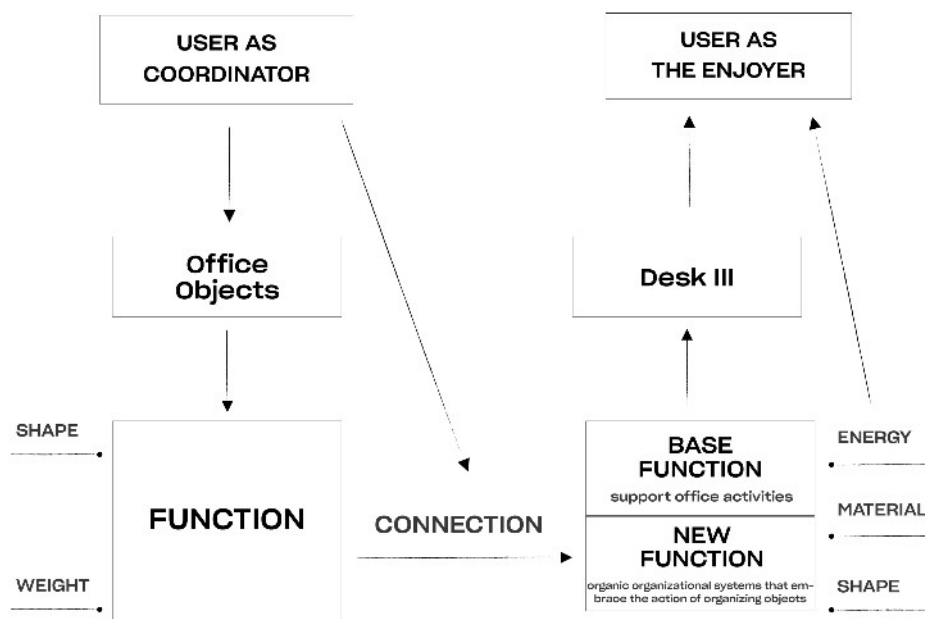 USER AS
COORDINATOR
USER AS
THE ENJOYER
Office
Objects
Desk III
SHAPE
WEIGHT
FUNCTION
CONNECTION
BASE
FUNCTION
support office activities
NEW
FUNCTION
organic organizational systems that em-
brace the action of organizing objects
ENERGY
MATERIAL
SHAPE